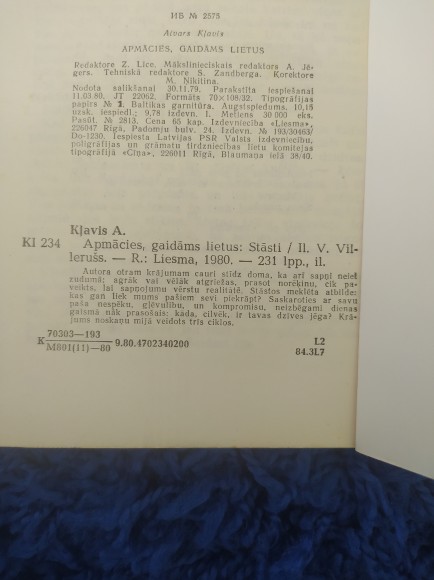 ИБ № 2575
Aivars Kļavis
APMĀCIES, GAIDĀMS LIETUS
Redaktore Z. Līce. Mākslinieciskais redaktors A. Jē-
gers. Tehniskā redaktore S. Zandberga. Korektore
M. Ņikitina.
Nodota salikšanai 30.11.79. Parakstīta iespiešanai
11.03.80. JT 22062. Formāts 70×108/32. Tipogrāfijas
papīrs № 1. Baltikas garnitūra. Augstspiedums. 10,15
uzsk. iespiedl.; 9,78 izdevn. l. Metiens 30 000 eks.
Pasūt. № 2813. Cena 65 kap. Izdevniecība «Liesma»,
226047 Rīgā, Padomju bulv. 24. Izdevn. № 193/30463/
Do-1230. Iespiesta Latvijas PSR Valsts izdevniecību,
poligrāfijas un grāmatu tirdzniecības lietu komitejas
tipogrāfijā «Cīņa», 226011 Rīgā, Blaumaņa ielā 38/40.
Kļavis A.
Kl 234 Apmācies, gaidāms lietus: Stāsti / Il. V. Vil-
lerušs. — R.: Liesma, 1980. — 231 lpp., il.
Autora otram krājumam cauri slīd doma, ka arī sapņi neiet
zudumā; agrāk vai vēlāk atgriežas, prasot norēķinu, cik pa-
veikts, lai sapņojumu vērstu realitātē. Stāstos meklēta atbilde:
kas gan liek mums pašiem sevi piekrāpt? Saskaroties ar savu
paša nespēku, gļēvulību un kompromisu, neizbēgami dienas
gaismā nāk prasošais: kāda, cilvēk, ir tavas dzīves jēga? Krā-
jums noskaņu mijā veidots trīs ciklos.
K 70303—193
M801(11)—80 9.80.4702340200 L2
84.3L7